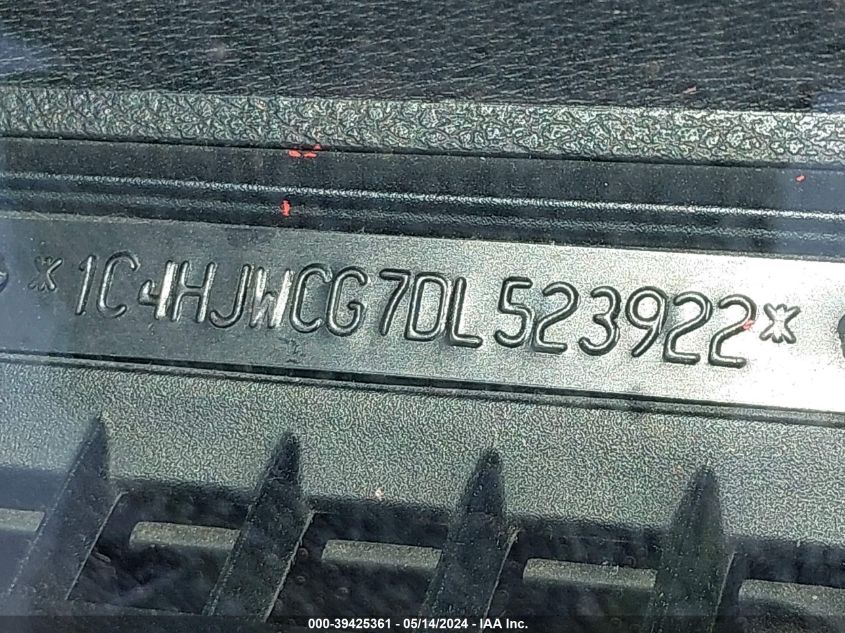 *1C4HJWCG7DL523922*
000-39425361 / 05/14/2024 - IAA Inc.